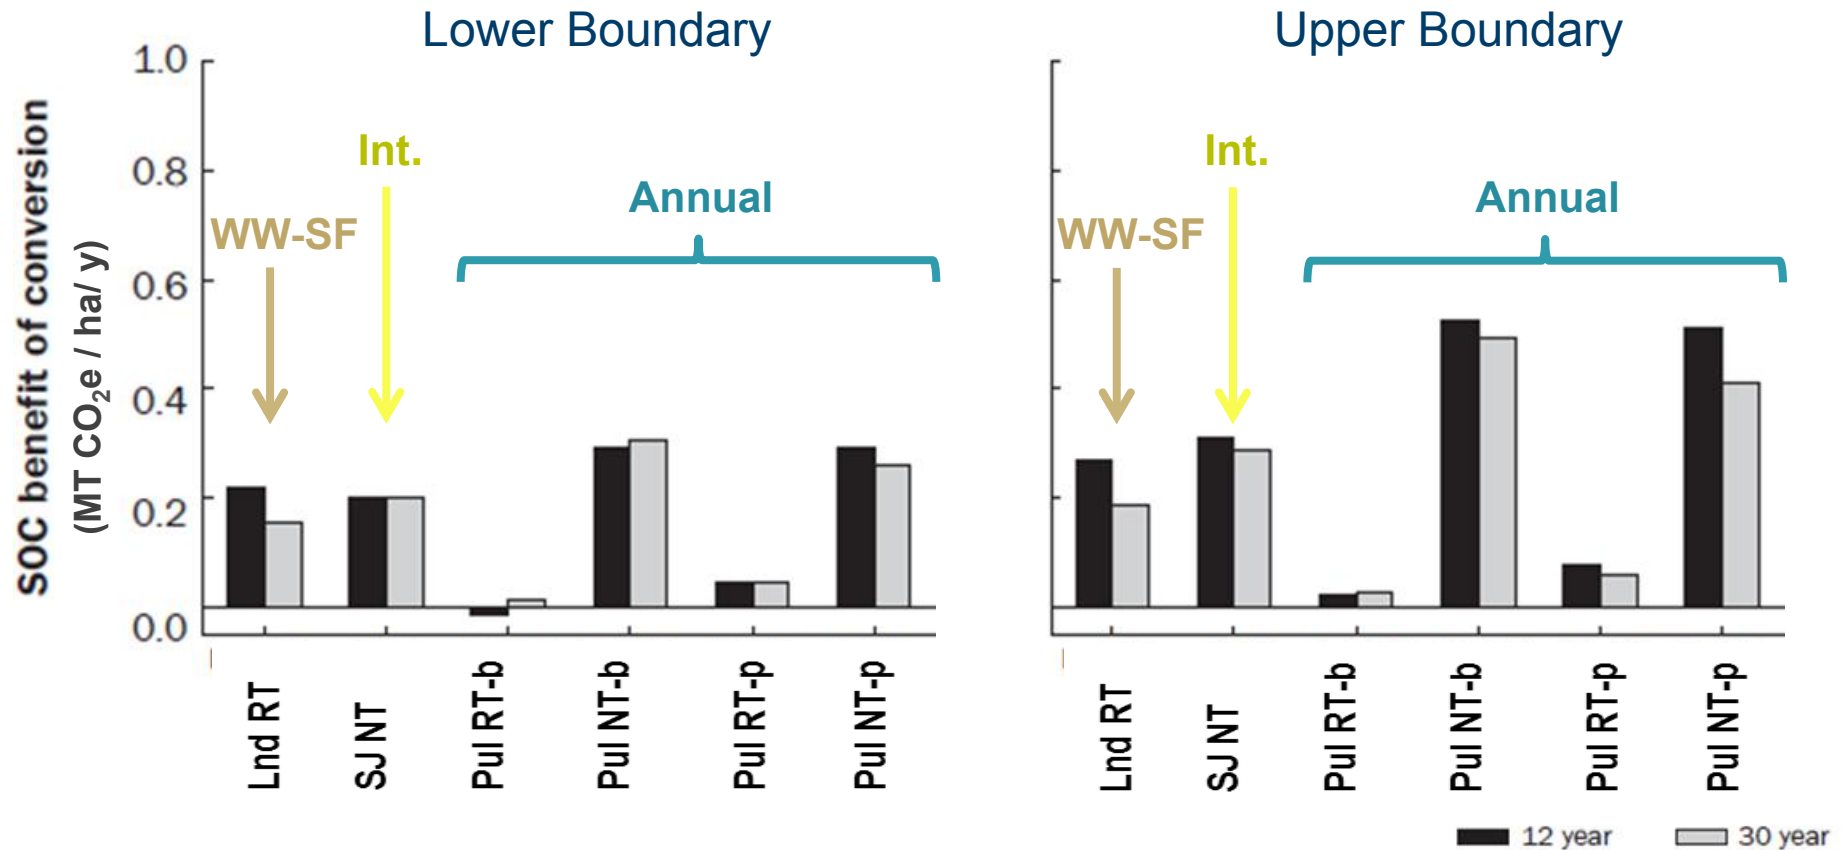 Lower Boundary
Upper Boundary
SOC benefit of conversion
(MT CO₂e / ha/ y)
1.0
0.8
0.6
0.4
0.2
0.0
WW-SF
Int.
Annual
Lnd RT
SJ NT
Pul RT-b
Pul NT-b
Pul RT-p
Pul NT-p
WW-SF
Int.
Annual
Lnd RT
SJ NT
Pul RT-b
Pul NT-b
Pul RT-p
Pul NT-p
12 year
30 year